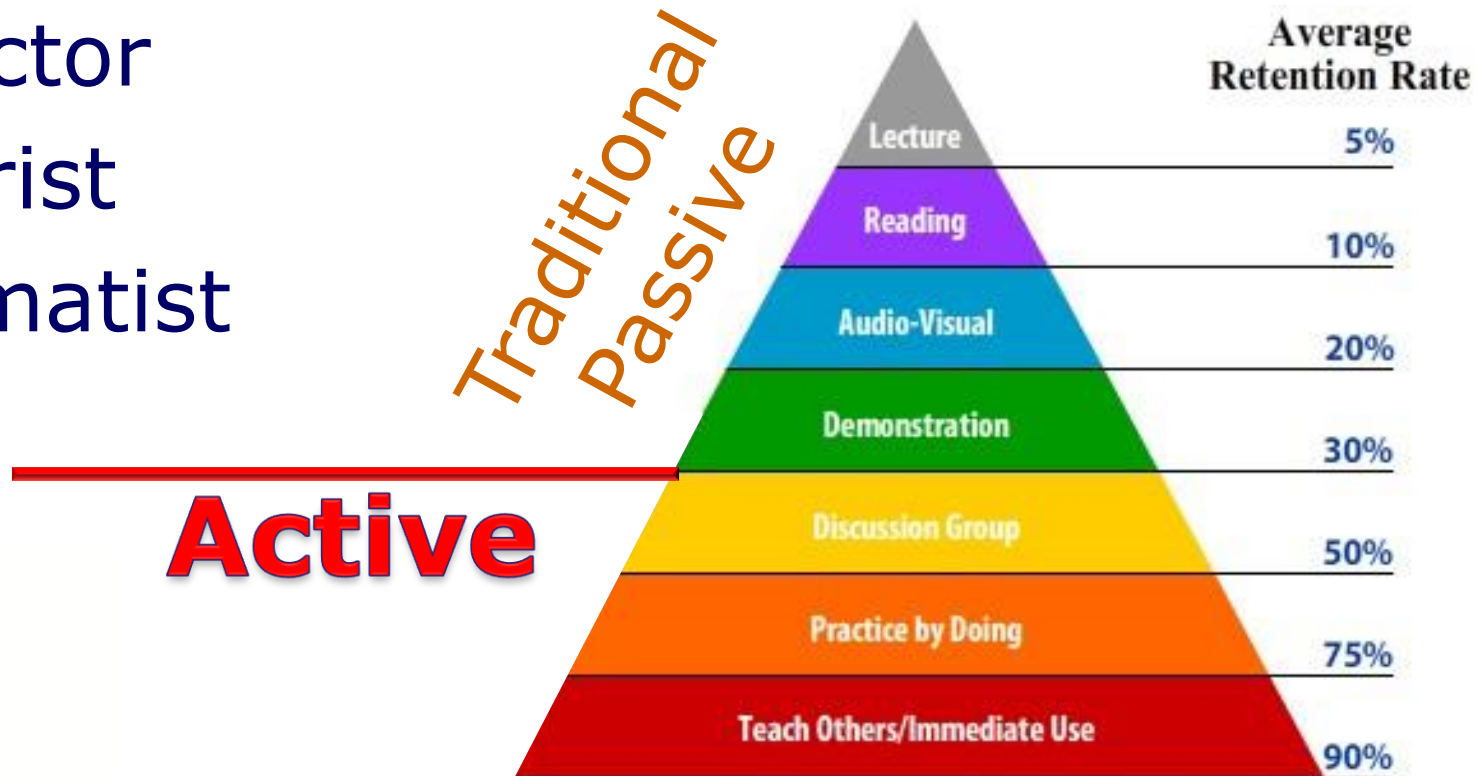 ctor
rist
matist
Traditional
Passive
Active
Average
Retention Rate
Lecture
5%
Reading
10%
Audio-Visual
20%
Demonstration
30%
Discussion Group
50%
Practice by Doing
75%
Teach Others/Immediate Use
90%